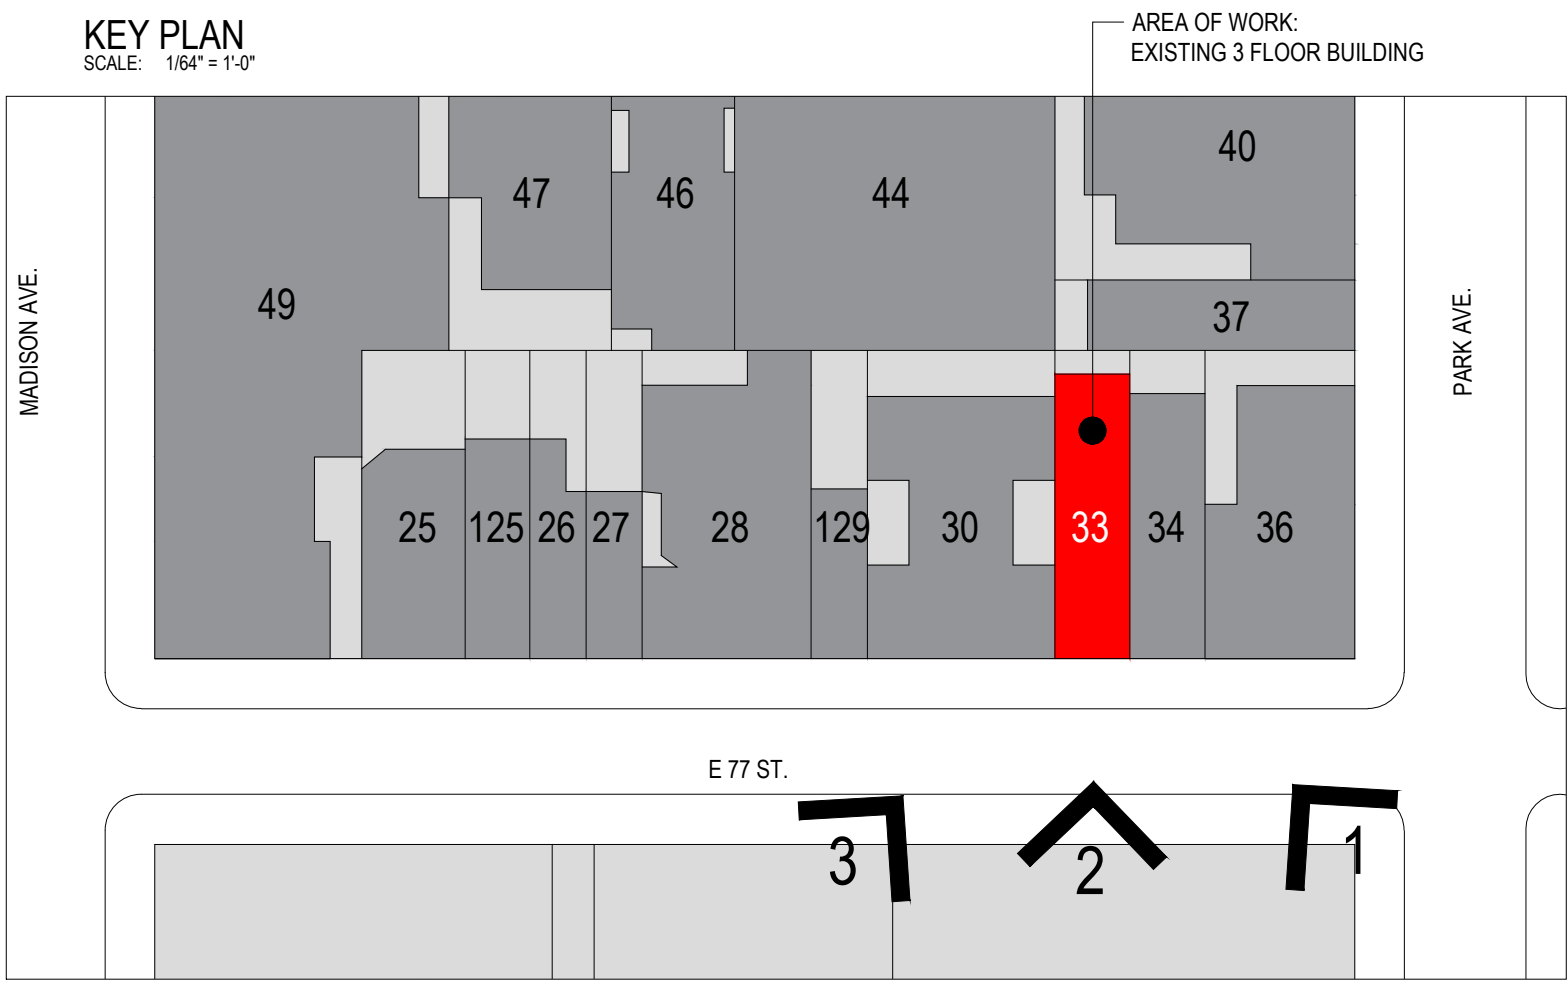 KEY PLAN
SCALE: 1/64" = 1'-0"
AREA OF WORK:
EXISTING 3 FLOOR BUILDING
40
47
46
44
49
37
MADISON AVE.
PARK AVE.
25
125
26
27
28
129
30
33
34
36
E 77 ST.
3
2
1